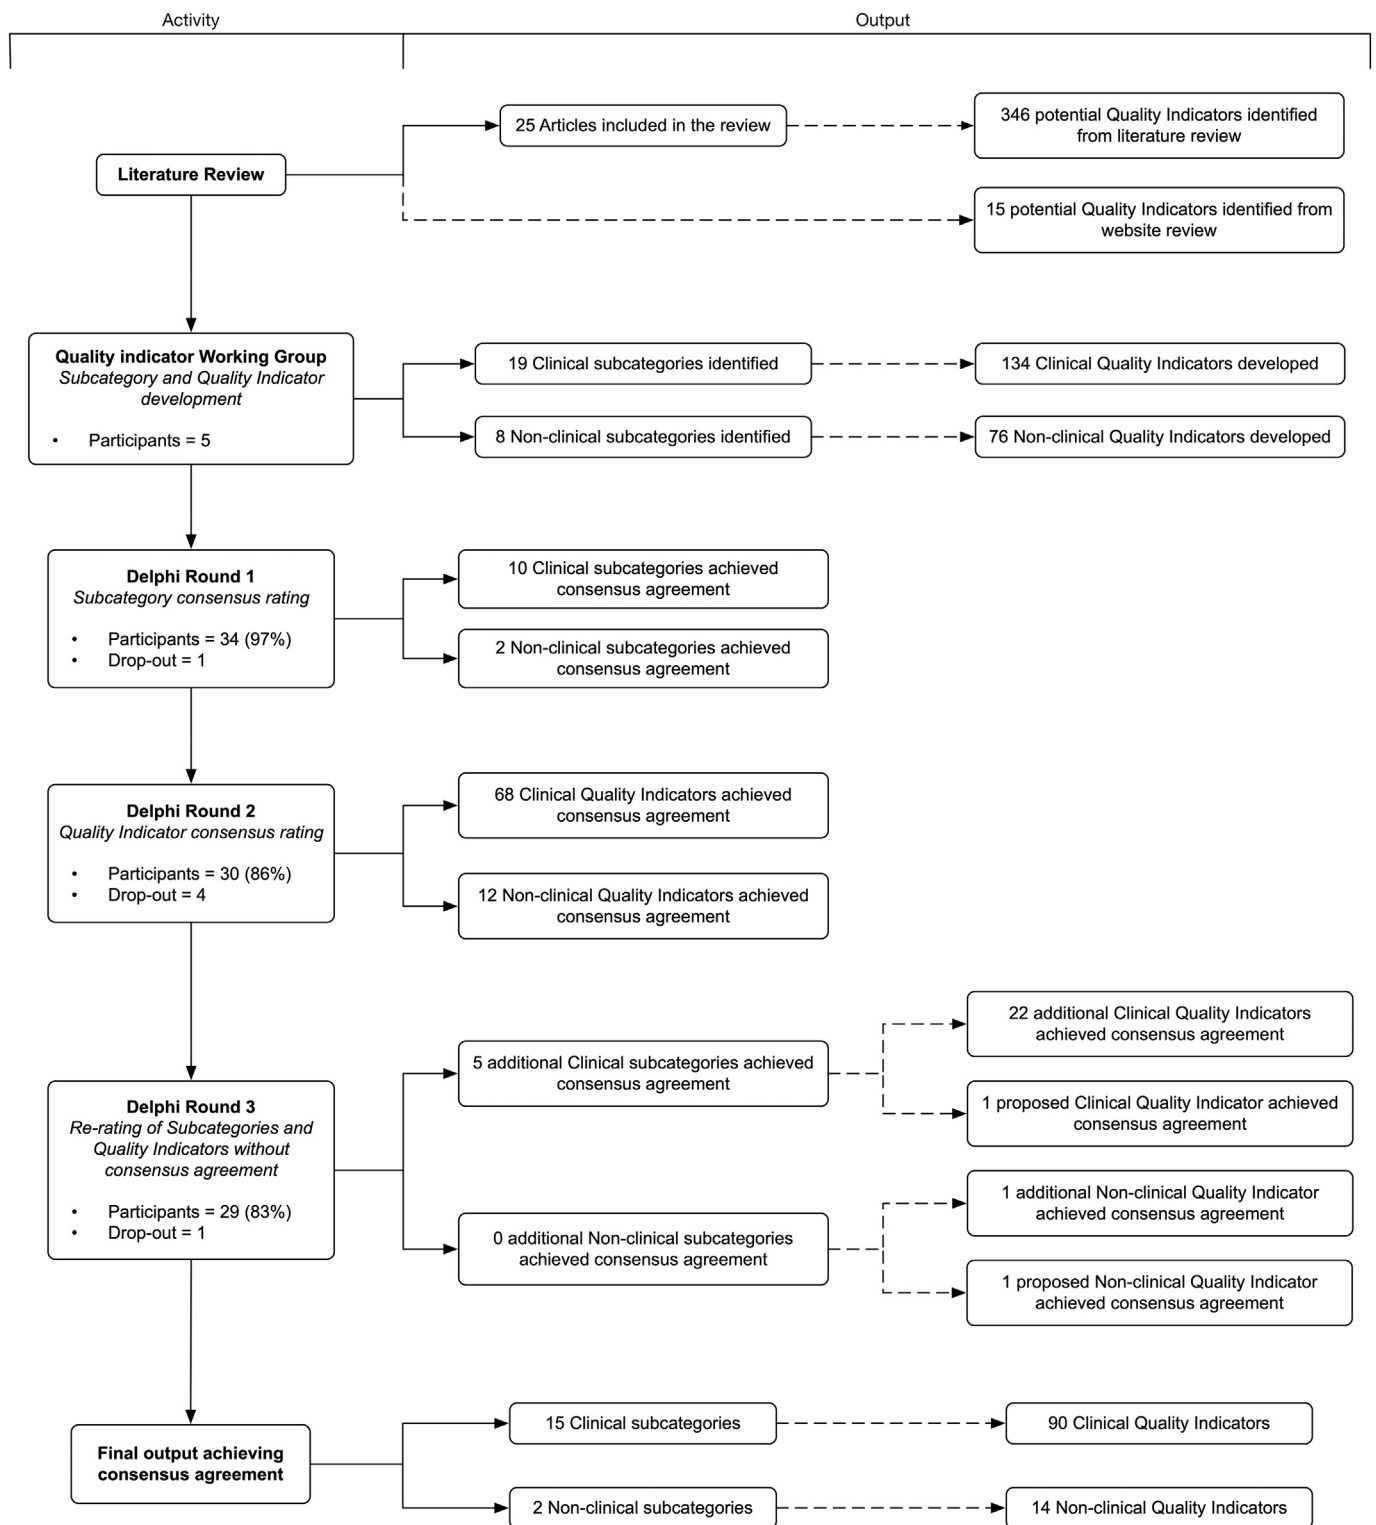 Activity
Output
25 Articles included in the review
346 potential Quality Indicators identified
from literature review
Literature Review
15 potential Quality Indicators identified from
website review
Quality indicator Working Group
Subcategory and Quality Indicator
development
• Participants = 5
19 Clinical subcategories identified
134 Clinical Quality Indicators developed
8 Non-clinical subcategories identified
76 Non-clinical Quality Indicators developed
Delphi Round 1
Subcategory consensus rating
• Participants = 34 (97%)
• Drop-out = 1
10 Clinical subcategories achieved
consensus agreement
2 Non-clinical subcategories achieved
consensus agreement
Delphi Round 2
Quality Indicator consensus rating
• Participants = 30 (86%)
• Drop-out = 4
68 Clinical Quality Indicators achieved
consensus agreement
12 Non-clinical Quality Indicators achieved
consensus agreement
Delphi Round 3
Re-rating of Subcategories and
Quality Indicators without
consensus agreement
• Participants = 29 (83%)
• Drop-out = 1
5 additional Clinical subcategories achieved
consensus agreement
22 additional Clinical Quality Indicators
achieved consensus agreement
1 proposed Clinical Quality Indicator achieved
consensus agreement
0 additional Non-clinical subcategories
achieved consensus agreement
1 additional Non-clinical Quality Indicator
achieved consensus agreement
1 proposed Non-clinical Quality Indicator
achieved consensus agreement
Final output achieving
consensus agreement
15 Clinical subcategories
90 Clinical Quality Indicators
2 Non-clinical subcategories
14 Non-clinical Quality Indicators